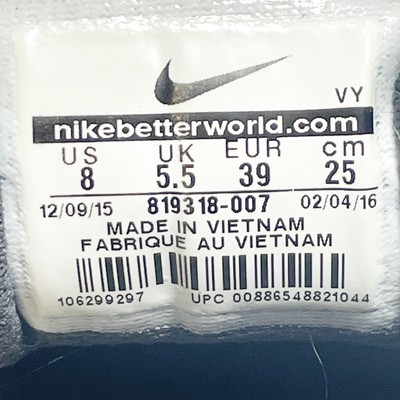 VY
nikebetterworld.com
US UK EUR cm
8 5.5 39 25
12/09/15 819318-007 02/04/16
MADE IN VIETNAM
FABRIQUE AU VIETNAM
106299297 UPC 00886548821044